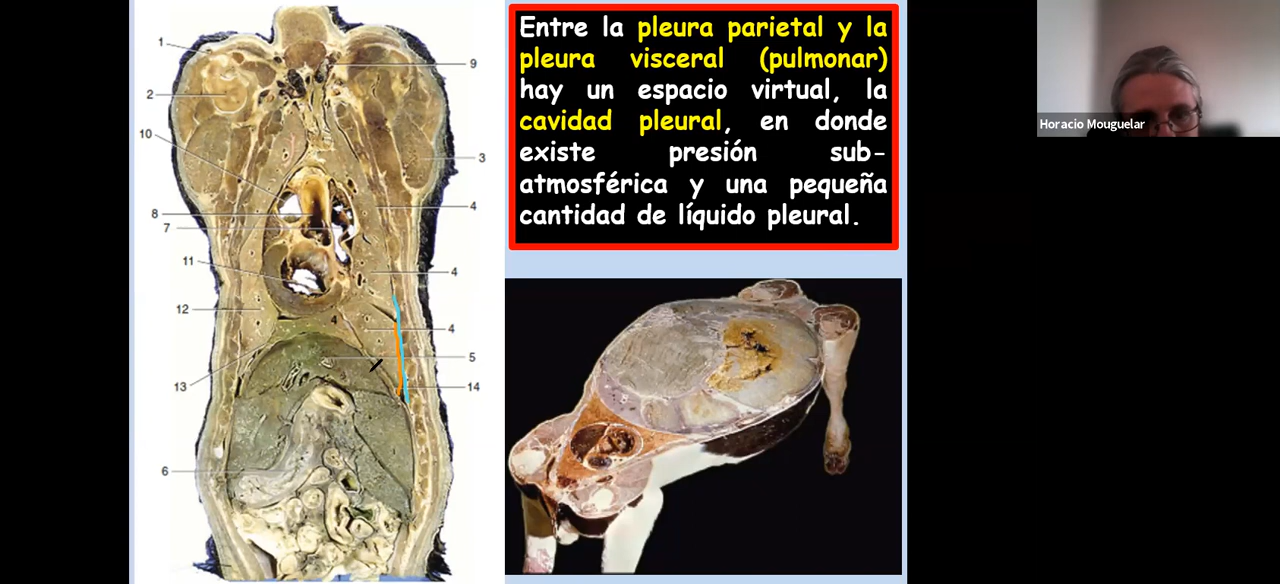 Entre la pleura parietal y la
pleura visceral (pulmonar)
hay un espacio virtual, la
cavidad pleural, en donde
existe presión sub-
atmosférica y una pequeña
cantidad de líquido pleural.
Horacio Mouguelar
1
2
10
8
7
11
12
13
6
9
3
4
4
4
4
5
14